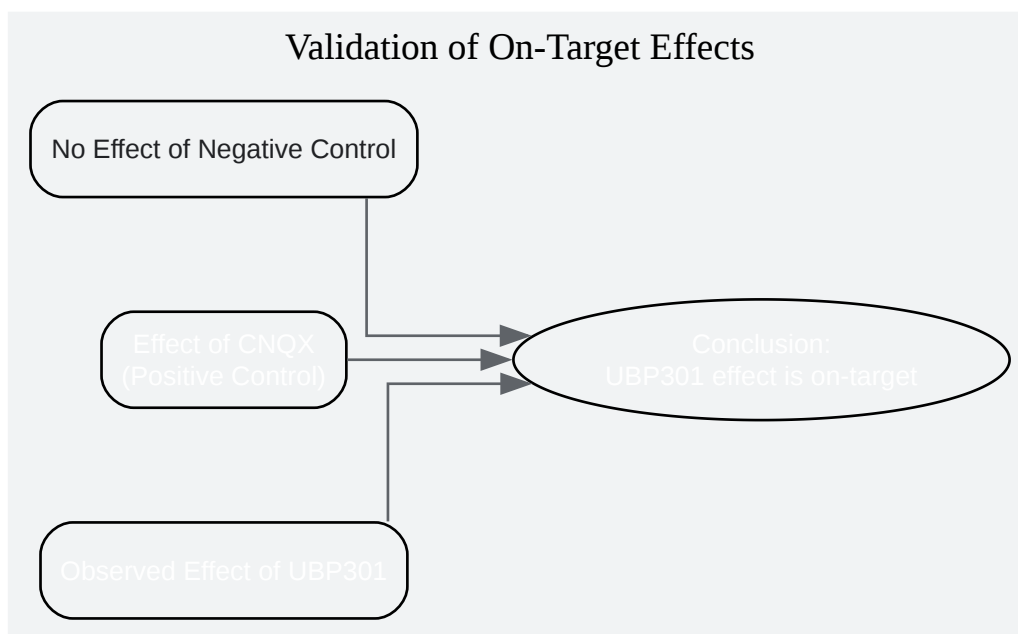 Validation of On-Target Effects
No Effect of Negative Control
Effect of CNQX
(Positive Control)
Conclusion:
UBP301 effect is on-target
Observed Effect of UBP301